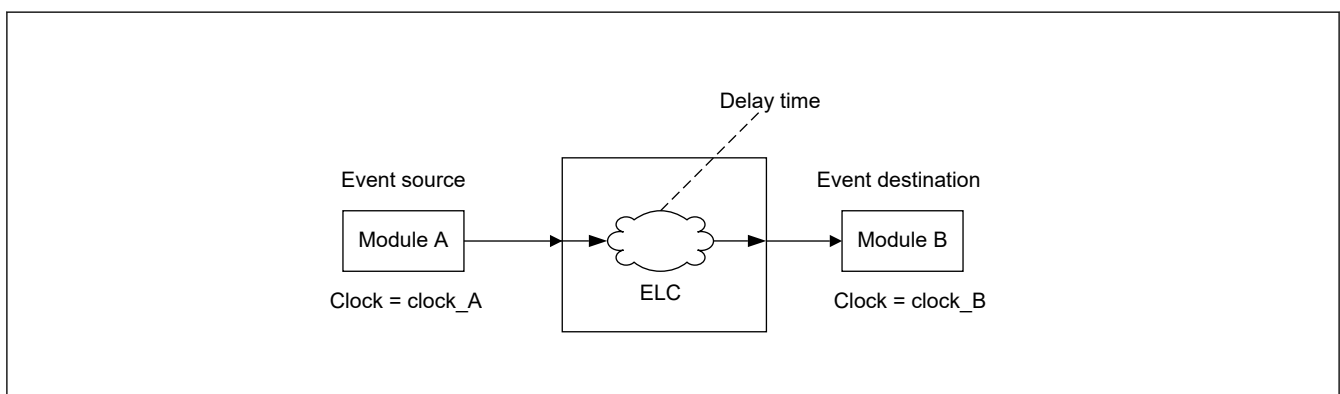 Delay time
Event source
Event destination
Module A
Module B
ELC
Clock = clock_A
Clock = clock_B